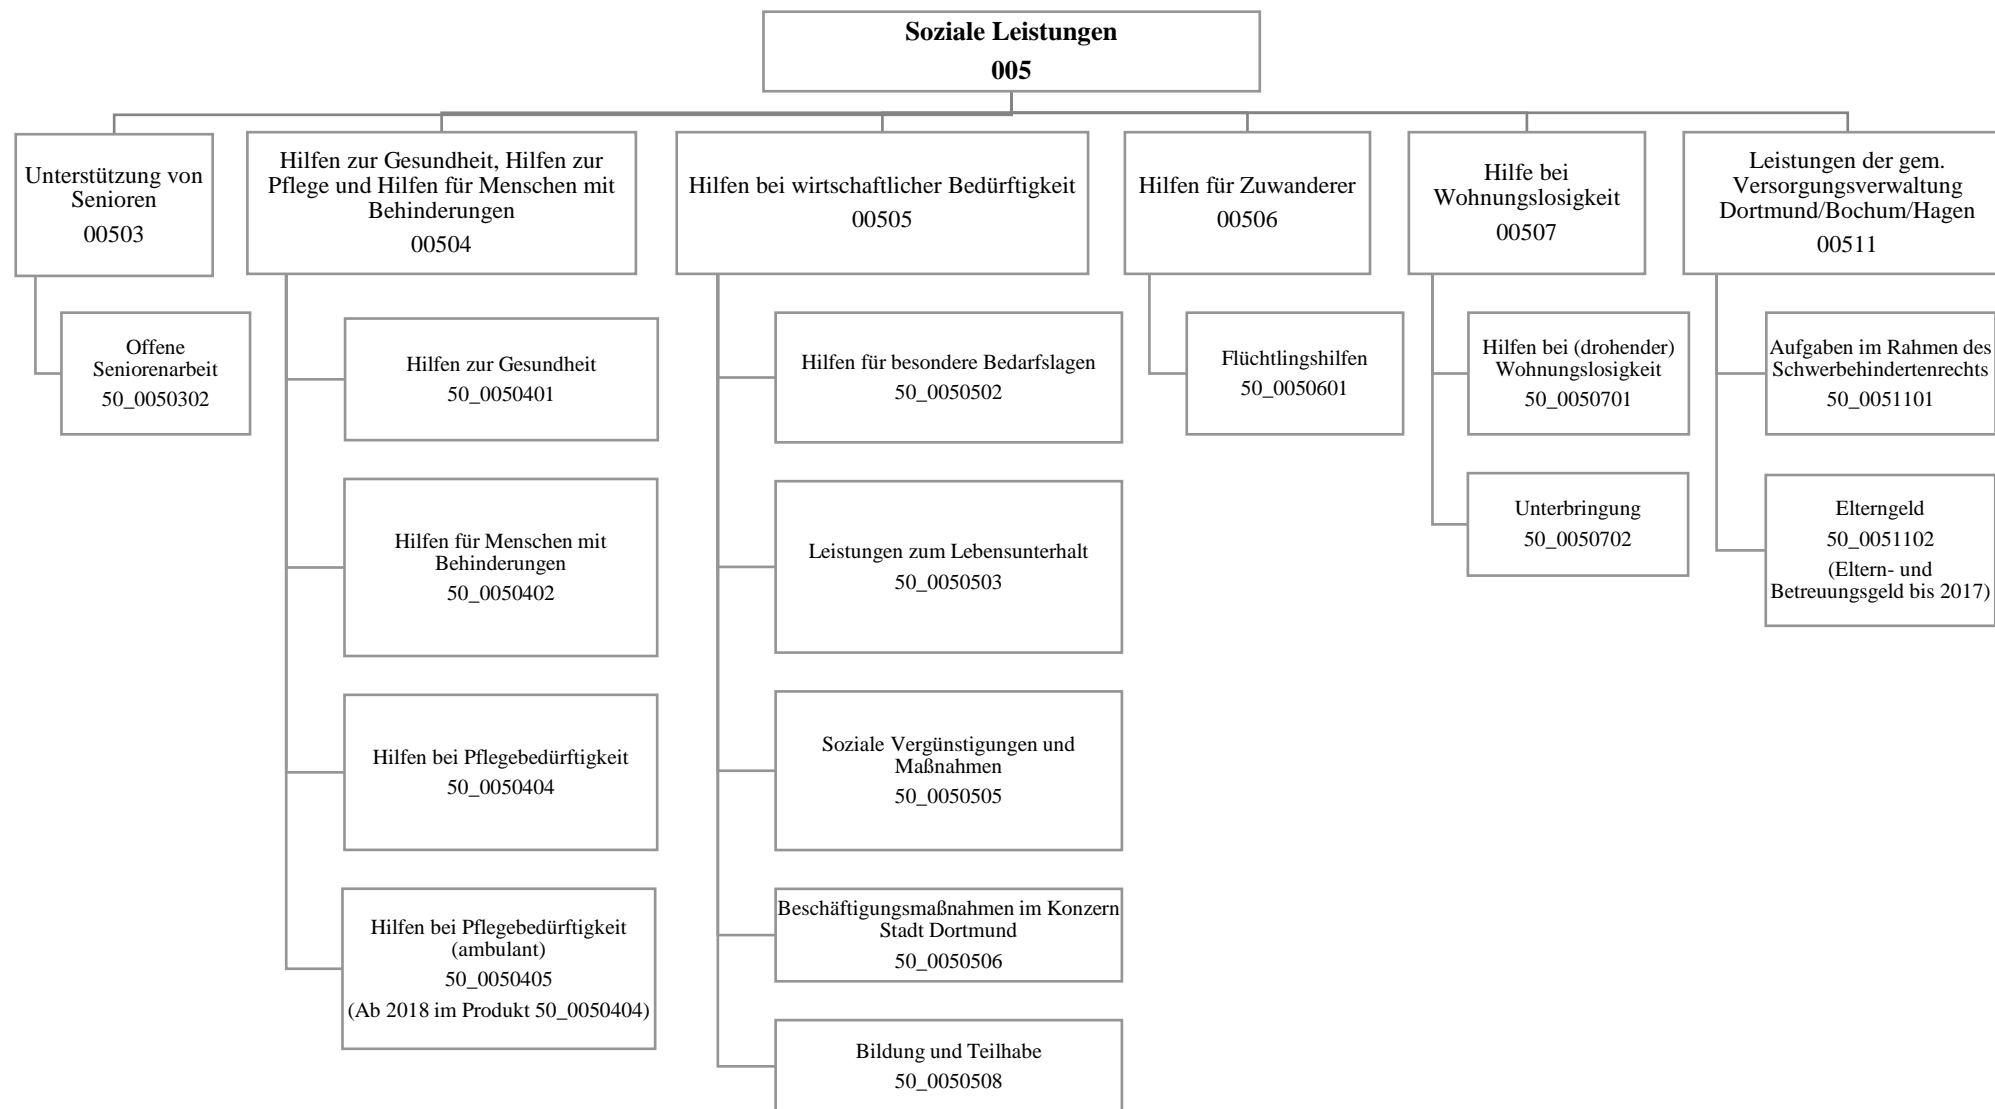 Soziale Leistungen
005
Unterstützung von
Senioren
00503
Hilfen zur Gesundheit, Hilfen zur
Pflege und Hilfen für Menschen mit
Behinderungen
00504
Hilfen bei wirtschaftlicher Bedürftigkeit
00505
Hilfen für Zuwanderer
00506
Hilfe bei
Wohnungslosigkeit
00507
Leistungen der gem.
Versorgungsverwaltung
Dortmund/Bochum/Hagen
00511
Offene
Seniorenarbeit
50_0050302
Hilfen zur Gesundheit
50_0050401
Hilfen für Menschen mit
Behinderungen
50_0050402
Hilfen bei Pflegebedürftigkeit
50_0050404
Hilfen bei Pflegebedürftigkeit
(ambulant)
50_0050405
(Ab 2018 im Produkt 50_0050404)
Hilfen für besondere Bedarfslagen
50_0050502
Leistungen zum Lebensunterhalt
50_0050503
Soziale Vergünstigungen und
Maßnahmen
50_0050505
Beschäftigungsmaßnahmen im Konzern
Stadt Dortmund
50_0050506
Bildung und Teilhabe
50_0050508
Flüchtlingshilfen
50_0050601
Hilfen bei (drohender)
Wohnungslosigkeit
50_0050701
Unterbringung
50_0050702
Aufgaben im Rahmen des
Schwerbehindertenrechts
50_0051101
Elterngeld
50_0051102
(Eltern- und
Betreuungsgeld bis 2017)